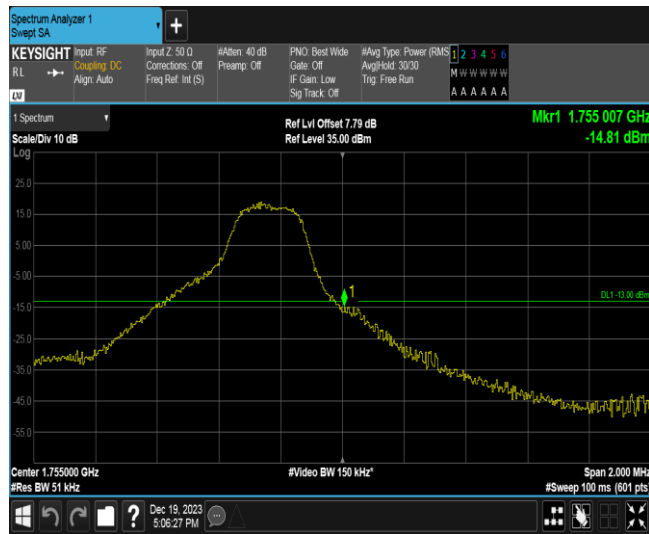 Spectrum Analyzer 1
Swept SA
+
KEYSIGHT
RL
LXI
Input: RF
Coupling: DC
Align: Auto
Input Z: 50 Ω
Corrections: Off
Freq Ref: Int (S)
#Atten: 40 dB
Preamp: Off
PNO: Best Wide
Gate: Off
IF Gain: Low
Sig Track: Off
#Avg Type: Power (RMS
Avg|Hold: 30/30
Trig: Free Run
1 2 3 4 5 6
M W W W W W
A A A A A A
1 Spectrum
Scale/Div 10 dB
Ref Lvl Offset 7.79 dB
Ref Level 35.00 dBm
Mkr1 1.755 007 GHz
-14.81 dBm
Log
25.0
15.0
5.00
-5.00
1
DL1 -13.00 dBm
-15.0
-25.0
-35.0
-45.0
-55.0
Center 1.755000 GHz
#Res BW 51 kHz
#Video BW 150 kHz*
Span 2.000 MHz
#Sweep 100 ms (601 pts
?
Dec 19, 2023
5:06:27 PM